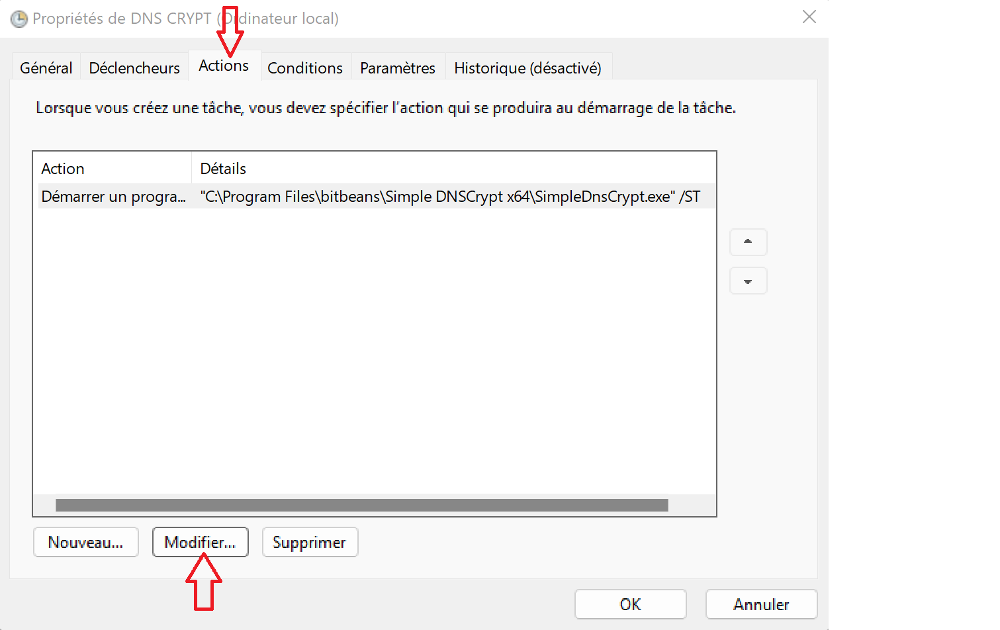 Propriétés de DNS CRYPT (Ordinateur local)
Général Déclencheurs Actions Conditions Paramètres Historique (désactivé)
Lorsque vous créez une tâche, vous devez spécifier l'action qui se produira au démarrage de la tâche.
Action Détails
Démarrer un progra... "C:\Program Files\bitbeans\Simple DNSCrypt x64\SimpleDnsCrypt.exe" /ST
Nouveau... Modifier... Supprimer
OK Annuler